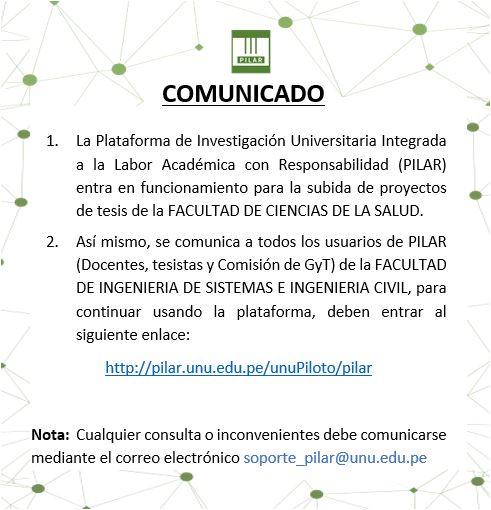 PILAR
COMUNICADO
1. La Plataforma de Investigación Universitaria Integrada
a la Labor Académica con Responsabilidad (PILAR)
entra en funcionamiento para la subida de proyectos
de tesis de la FACULTAD DE CIENCIAS DE LA SALUD.
2. Así mismo, se comunica a todos los usuarios de PILAR
(Docentes, tesistas y Comisión de GyT) de la FACULTAD
DE INGENIERIA DE SISTEMAS E INGENIERIA CIVIL, para
continuar usando la plataforma, deben entrar al
siguiente enlace:
http://pilar.unu.edu.pe/unuPiloto/pilar
Nota: Cualquier consulta o inconvenientes debe comunicarse
mediante el correo electrónico soporte_pilar@unu.edu.pe